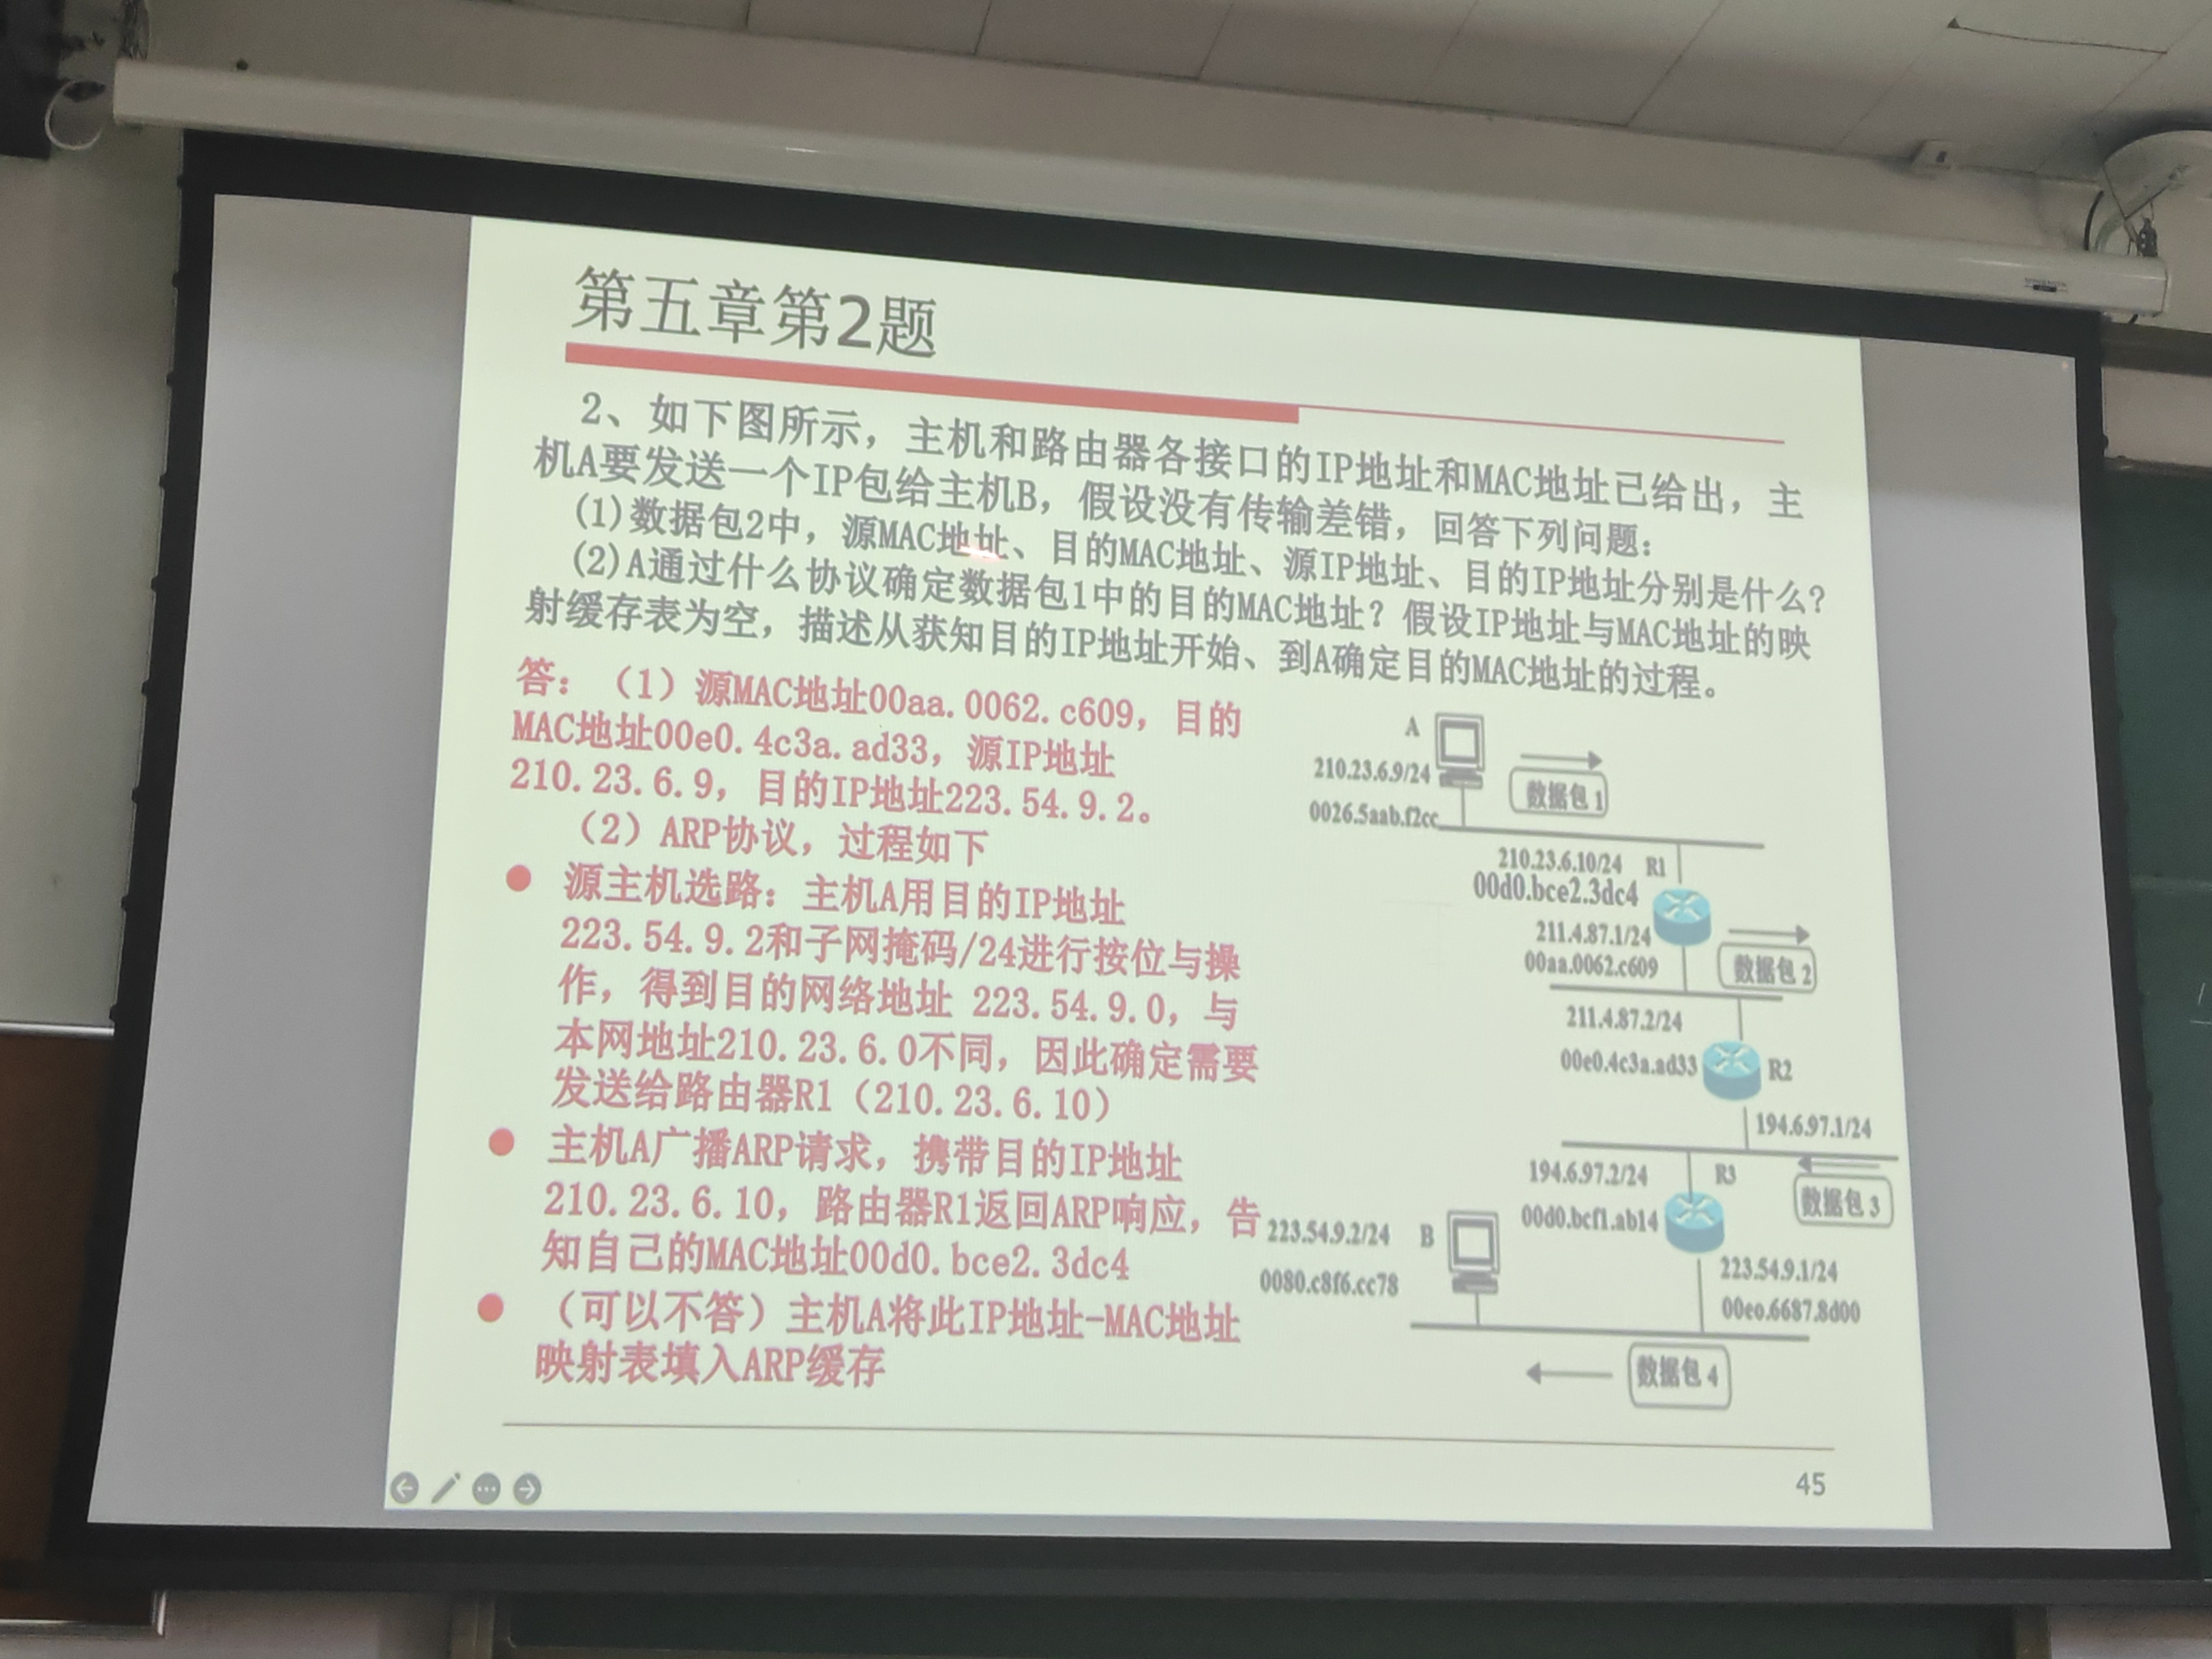 第五章第2题
2、如下图所示，主机和路由器各接口的IP地址和MAC地址已给出，主
机A要发送一个IP包给主机B，假设没有传输差错，回答下列问题：
(1)数据包2中，源MAC地址、目的MAC地址、源IP地址、目的IP地址分别是什么?
(2)A通过什么协议确定数据包1中的目的MAC地址？假设IP地址与MAC地址的映
射缓存表为空，描述从获知目的IP地址开始、到A确定目的MAC地址的过程。
答：（1）源MAC地址00aa.0062.c609，目的
MAC地址00e0.4c3a.ad33，源IP地址
210.23.6.9，目的IP地址223.54.9.2。
（2）ARP协议，过程如下
源主机选路：主机A用目的IP地址
223.54.9.2和子网掩码/24进行按位与操
作，得到目的网络地址 223.54.9.0，与
本网地址210.23.6.0不同，因此确定需要
发送给路由器R1（210.23.6.10）
主机A广播ARP请求，携带目的IP地址
210.23.6.10，路由器R1返回ARP响应，告
知自己的MAC地址00d0.bce2.3dc4
（可以不答）主机A将此IP地址-MAC地址
映射表填入ARP缓存
A
210.23.6.9/24
数据包 1
0026.5aab.f2cc
210.23.6.10/24 R1
00d0.bce2.3dc4
211.4.87.1/24
00aa.0062.c609
数据包 2
211.4.87.2/24
00e0.4c3a.ad33 R2
194.6.97.1/24
194.6.97.2/24 R3
数据包 3
00d0.bcf1.ab14
223.54.9.2/24 B
0080.c8f6.cc78
223.54.9.1/24
00eo.6687.8d00
数据包 4
45